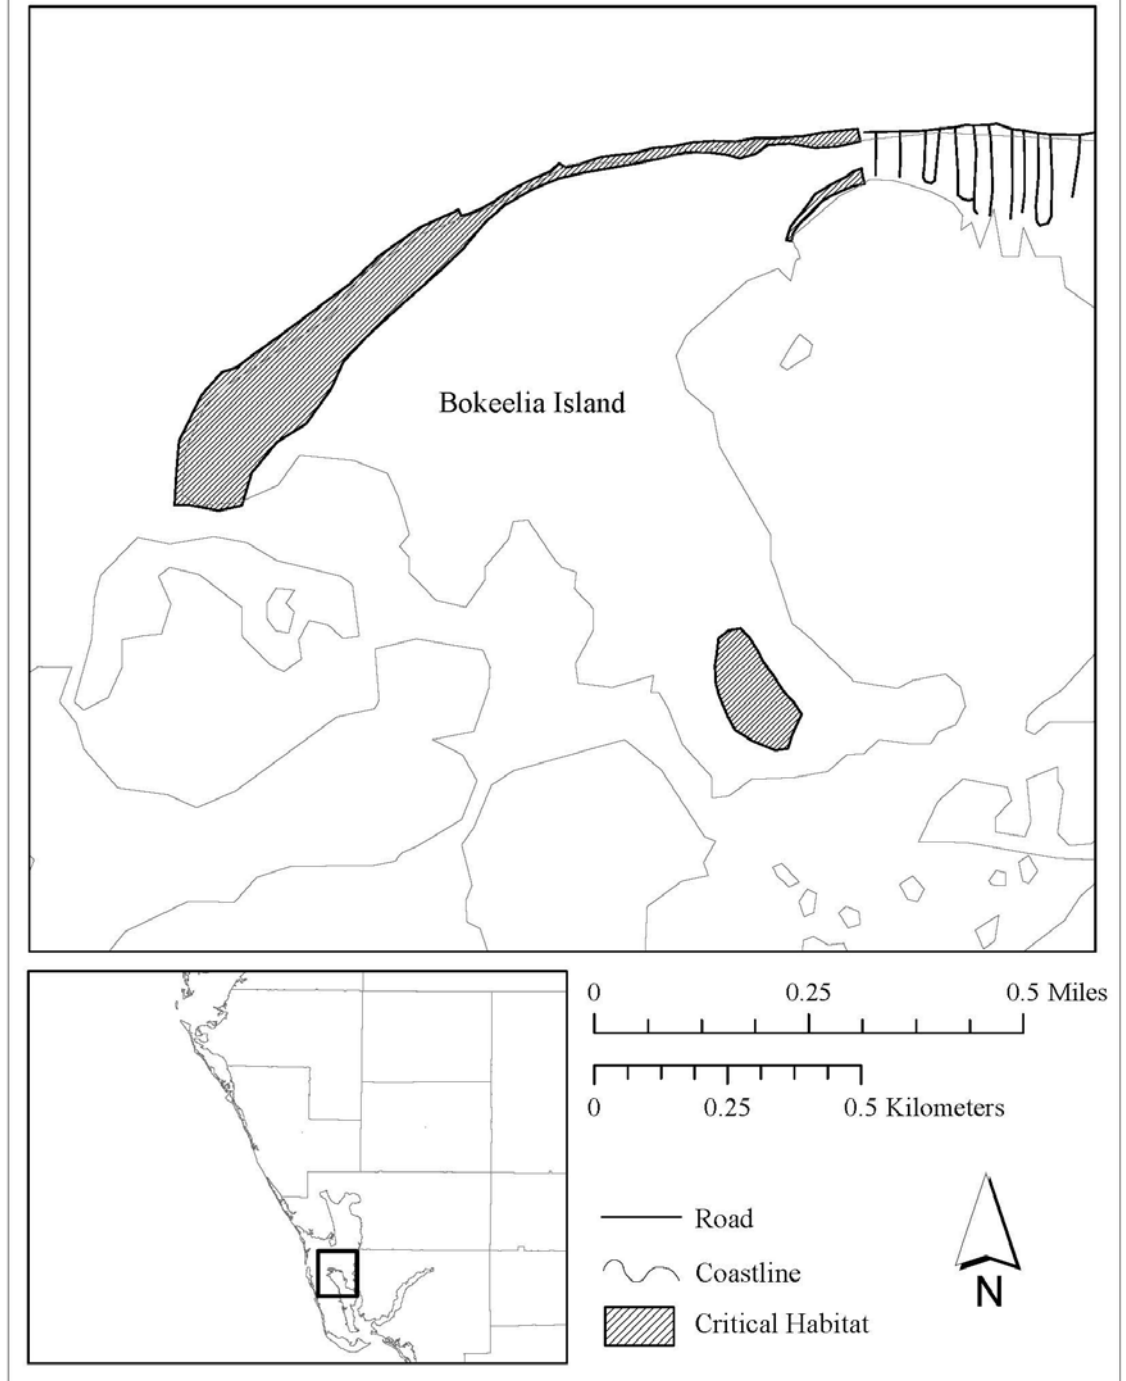 Bokeelia Island
0 0.25 0.5 Miles
0 0.25 0.5 Kilometers
Road
Coastline
Critical Habitat
N